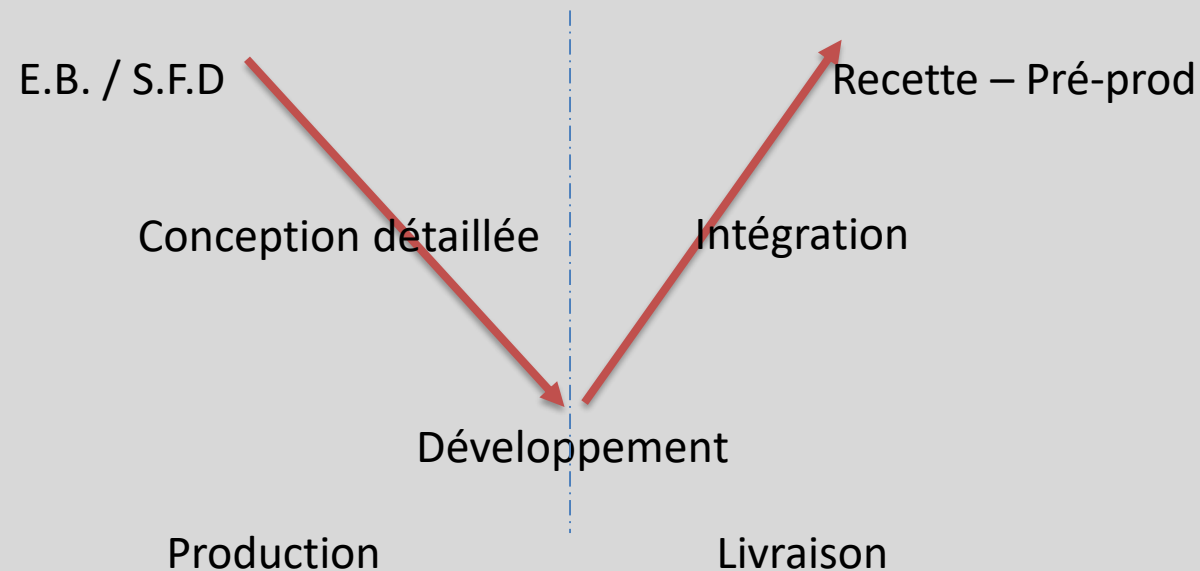 E.B. / S.F.D
Recette – Pré-prod
Conception détaillée
Intégration
Développement
Production
Livraison